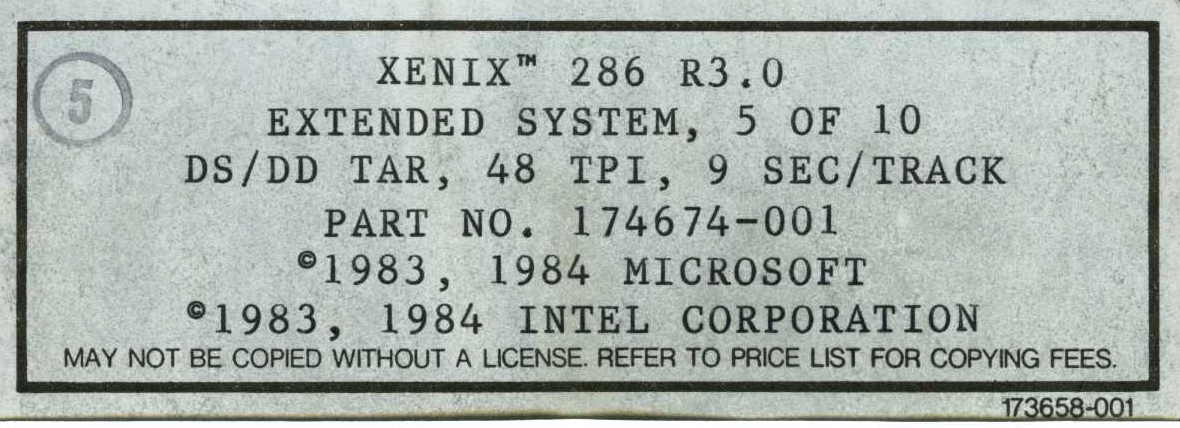 5
XENIX™ 286 R3.0
EXTENDED SYSTEM, 5 OF 10
DS/DD TAR, 48 TPI, 9 SEC/TRACK
PART NO. 174674-001
©1983, 1984 MICROSOFT
©1983, 1984 INTEL CORPORATION
MAY NOT BE COPIED WITHOUT A LICENSE. REFER TO PRICE LIST FOR COPYING FEES.
173658-001